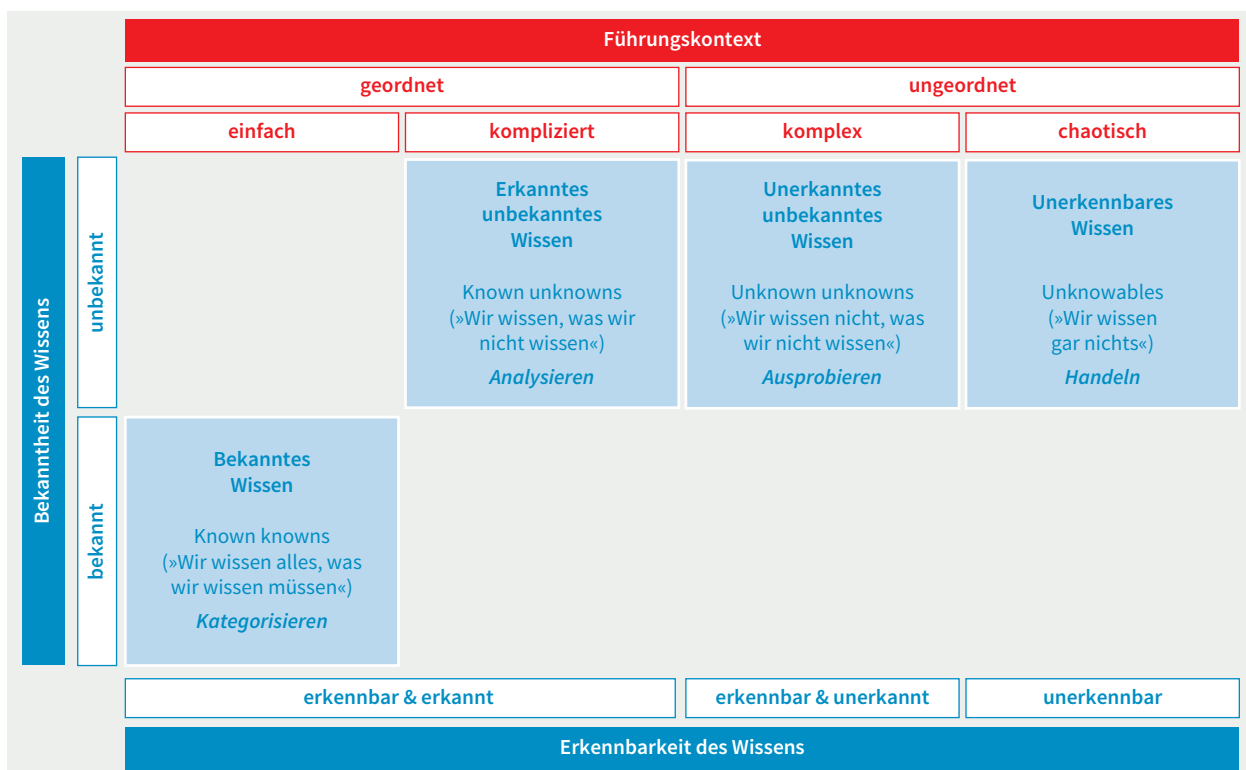 Führungskontext
geordnet
ungeordnet
einfach
kompliziert
komplex
chaotisch
Bekanntheit des Wissens
unbekannt
Erkanntes
unbekanntes
Wissen
Known unknowns
(»Wir wissen, was wir
nicht wissen«)
Analysieren
Unerkanntes
unbekanntes
Wissen
Unknown unknowns
(»Wir wissen nicht, was
wir nicht wissen«)
Ausprobieren
Unerkennbares
Wissen
Unknowables
(»Wir wissen
gar nichts«)
Handeln
bekannt
Bekanntes
Wissen
Known knowns
(»Wir wissen alles, was
wir wissen müssen«)
Kategorisieren
erkennbar & erkannt
erkennbar & unerkannt
unerkennbar
Erkennbarkeit des Wissens